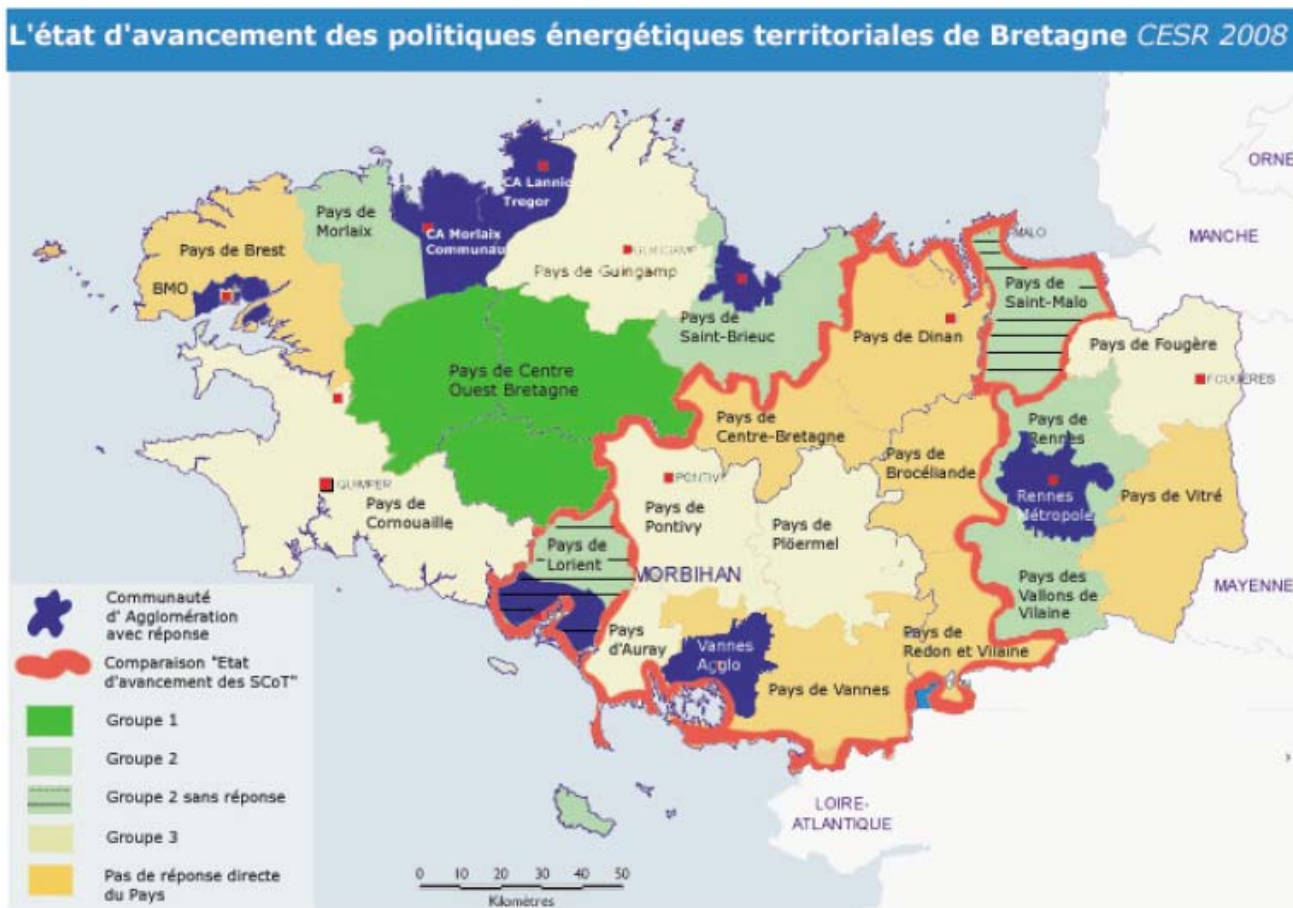 L'état d'avancement des politiques énergétiques territoriales de Bretagne CESR 2008
ORNE
MANCHE
MAYENNE
LOIRE-
ATLANTIQUE
MORBIHAN
CA Lannio
Tregor
CA Morlaix
Communau
Pays de
Morlaix
Pays de Brest
BMO
GUINGAMP
Pays de Guingamp
Pays de
Saint-Brieuc
MALO
Pays de
Saint-Malo
Pays de Dinan
Pays de Fougère
FOUGÈRES
Pays de Centre
Ouest Bretagne
Pays de
Centre-Bretagne
Pays de
Brocéliande
Pays de
Rennes
Rennes
Métropole
Pays de Vitré
QUIMPER
Pays de
Cornouaille
PONTIVY
Pays de
Pontivy
Pays de
Plöermel
Pays de
Lorient
Pays des
Vallons de
Vilaine
Pays
d'Auray
Vannes
Agglo
Pays de Vannes
Pays de
Redon et Vilaine
Communauté
d' Agglomération
avec réponse
Comparaison "Etat
d'avancement des SCoT"
Groupe 1
Groupe 2
Groupe 2 sans réponse
Groupe 3
Pas de réponse directe
du Pays
0 10 20 30 40 50
Kilomètres